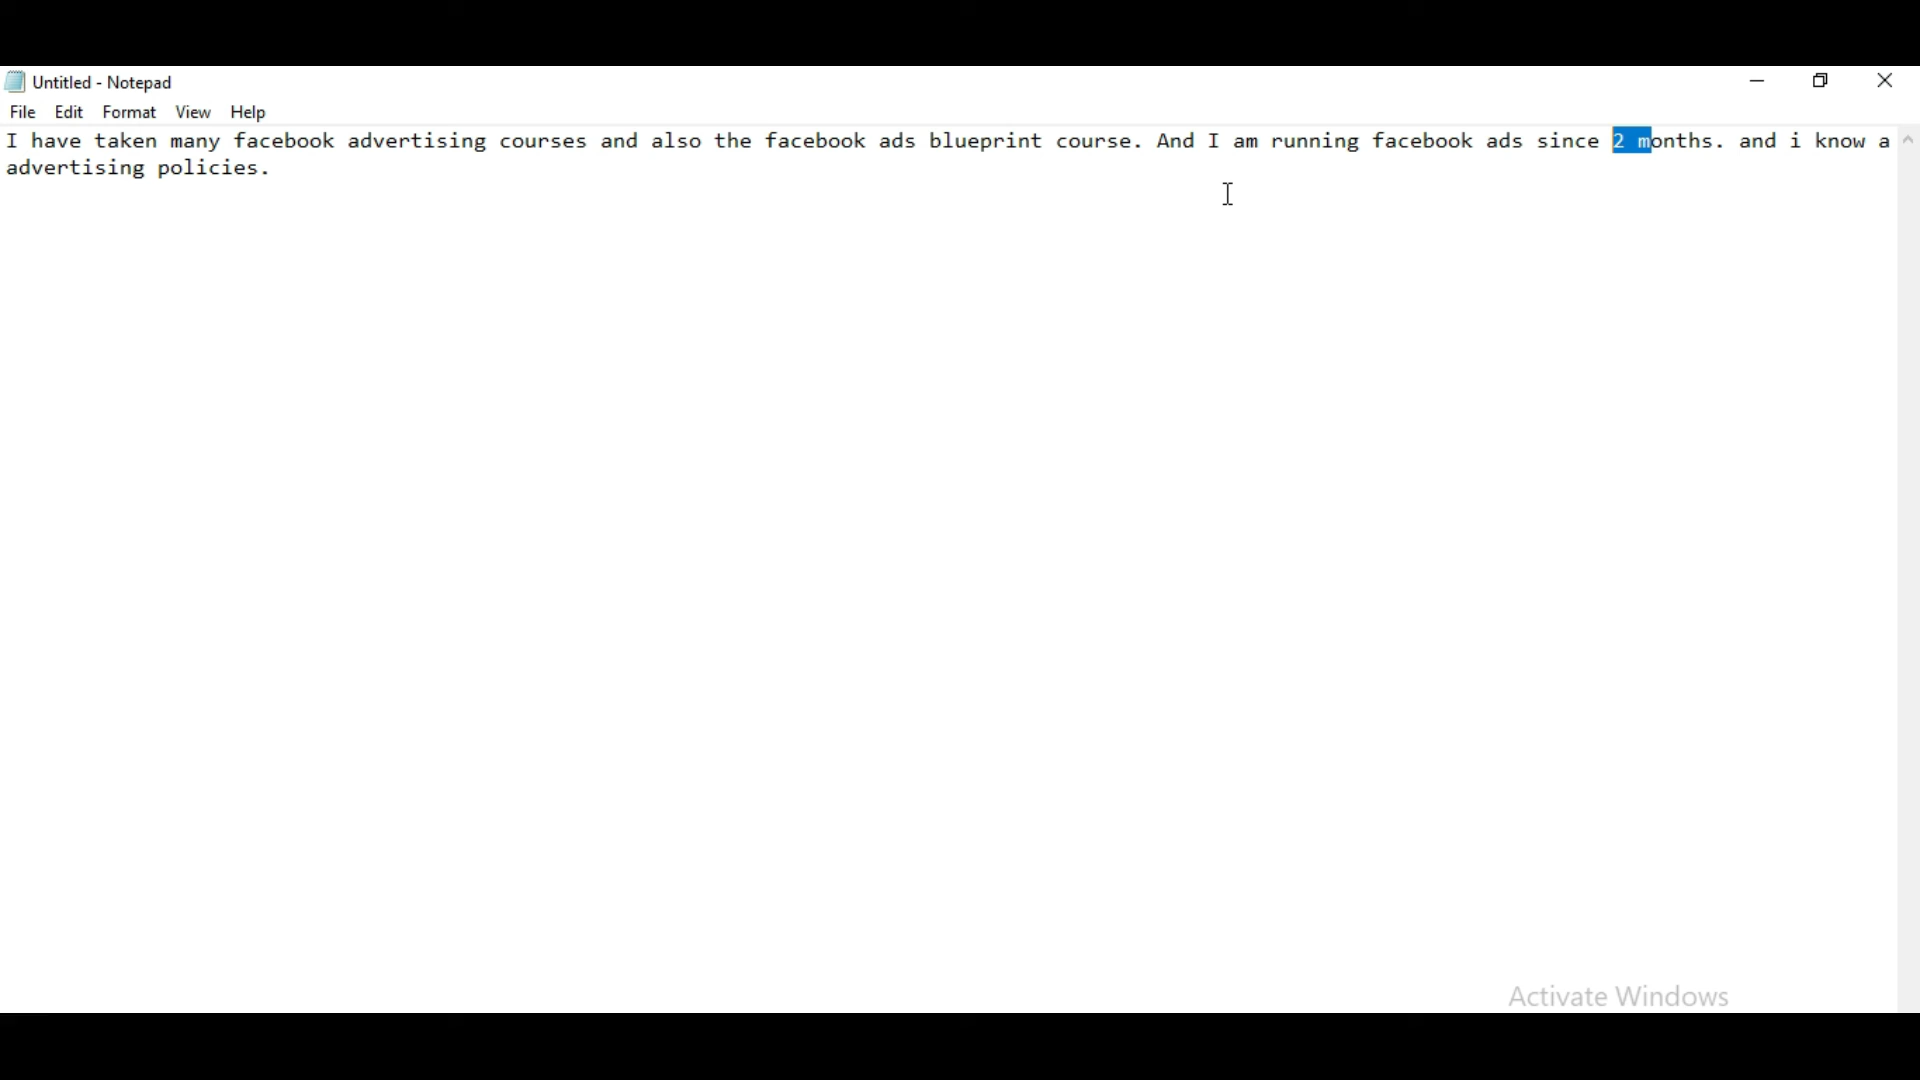 Untitled - Notepad
File Edit Format View Help
I have taken many facebook advertising courses and also the facebook ads blueprint course. And I am running facebook ads since 2 months. and i know a
advertising policies.
Activate Windows